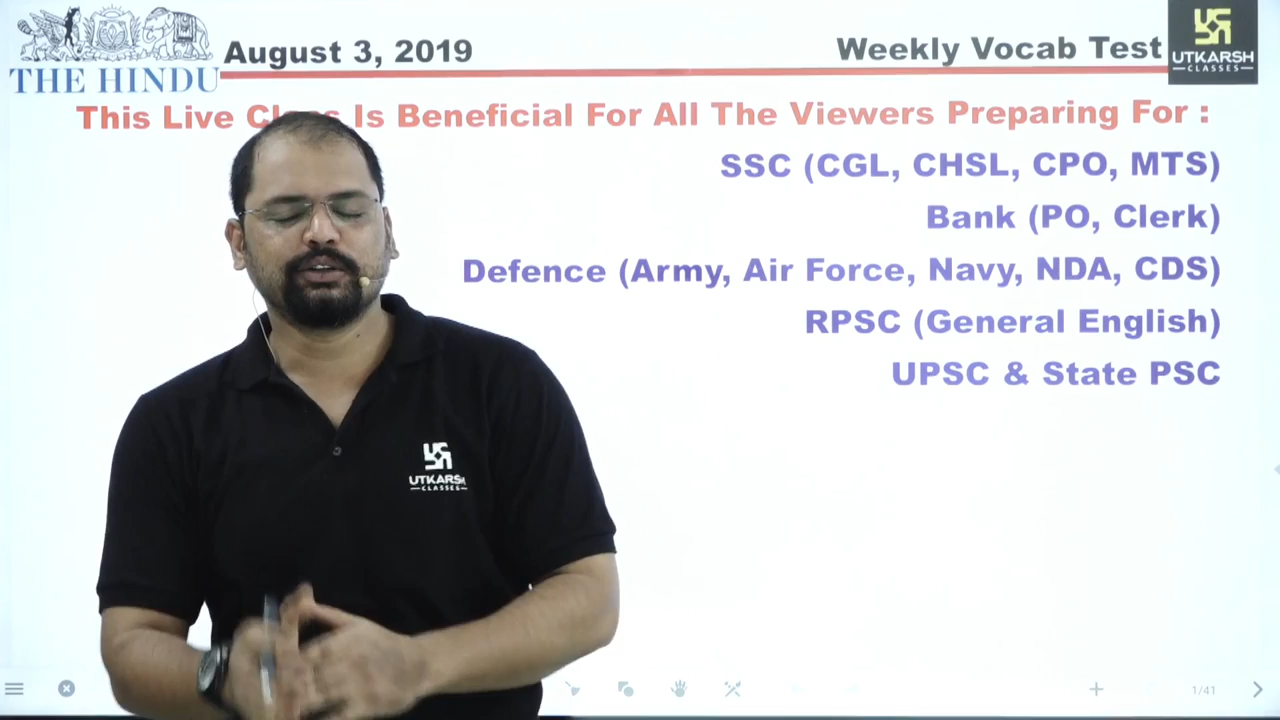 THE HINDU
August 3, 2019
Weekly Vocab Test
UTKARSH
CLASSES
This Live Is Beneficial For All The Viewers Preparing For :
SSC (CGL, CHSL, CPO, MTS)
Bank (PO, Clerk)
Defence (Army, Air Force, Navy, NDA, CDS)
RPSC (General English)
UPSC & State PSC
UTKARSH
CLASSES
1/41